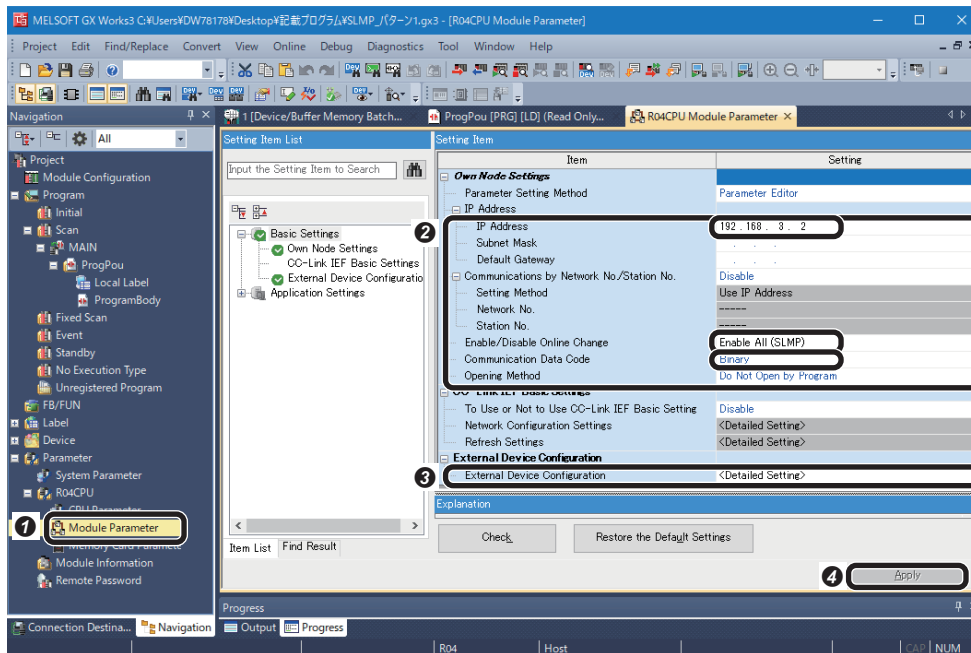 MELSOFT GX Works3 C:¥Users¥DW78178¥Desktop¥記載プログラム¥SLMP_パターン1.gx3 - [R04CPU Module Parameter]
Project Edit Find/Replace Convert View Online Debug Diagnostics Tool Window Help
Navigation
1 [Device/Buffer Memory Batch...
ProgPou [PRG] [LD] (Read Only...
R04CPU Module Parameter
All
Project
Module Configuration
Program
Initial
Scan
MAIN
ProgPou
Local Label
ProgramBody
Fixed Scan
Event
Standby
No Execution Type
Unregistered Program
FB/FUN
Label
Device
Parameter
System Parameter
R04CPU
CPU Parameter
1
Module Parameter
Memory Card Paramete
Module Information
Remote Password
Connection Destina...
Navigation
Setting Item List
Input the Setting Item to Search
Basic Settings
Own Node Settings
CC-Link IEF Basic Settings
External Device Configuratio
Application Settings
Item List Find Result
Setting Item
Item Setting
Own Node Settings
Parameter Setting Method Parameter Editor
IP Address
2
IP Address 192 . 168 . 3 . 2
Subnet Mask . . .
Default Gateway . . .
Communications by Network No./Station No. Disable
Setting Method Use IP Address
Network No. -----
Station No. -----
Enable/Disable Online Change Enable All (SLMP)
Communication Data Code Binary
Opening Method Do Not Open by Program
CC-Link IEF Basic Settings
To Use or Not to Use CC-Link IEF Basic Setting Disable
Network Configuration Settings <Detailed Setting>
Refresh Settings <Detailed Setting>
External Device Configuration
3
External Device Configuration <Detailed Setting>
Explanation
Check Restore the Default Settings
4
Apply
Progress
Output Progress
R04 Host CAP NUM